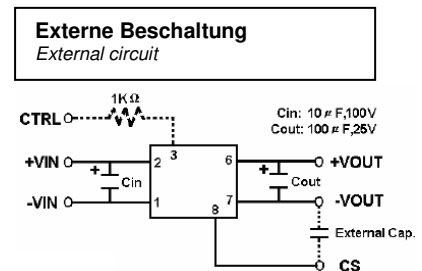 Externe Beschaltung
External circuit
1KΩ
CTRL
Cin: 10µF,100V
Cout: 100µF,25V
+VIN
2
3
6
+VOUT
+
Cin
+
Cout
-VIN
1
7
-VOUT
8
External Cap.
CS